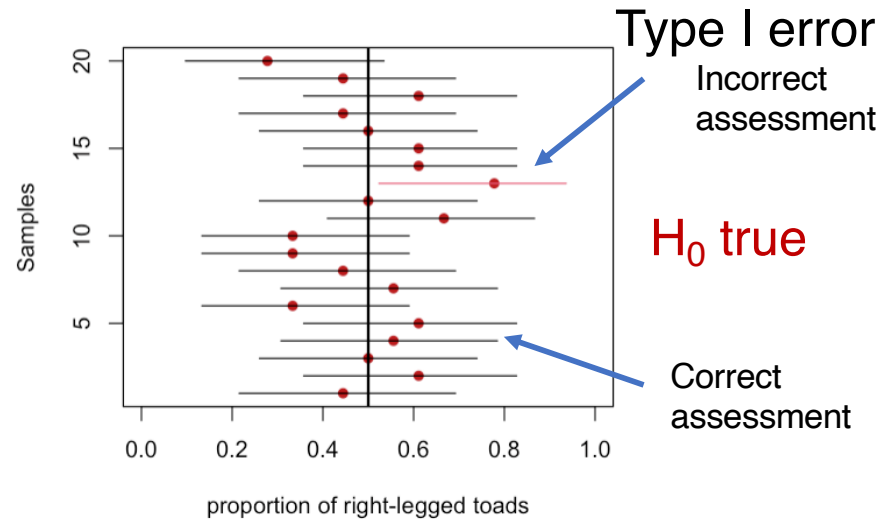 Type I error
Incorrect
assessment
H₀ true
Correct
assessment
Samples
20
15
10
5
0.0 0.2 0.4 0.6 0.8 1.0
proportion of right-legged toads